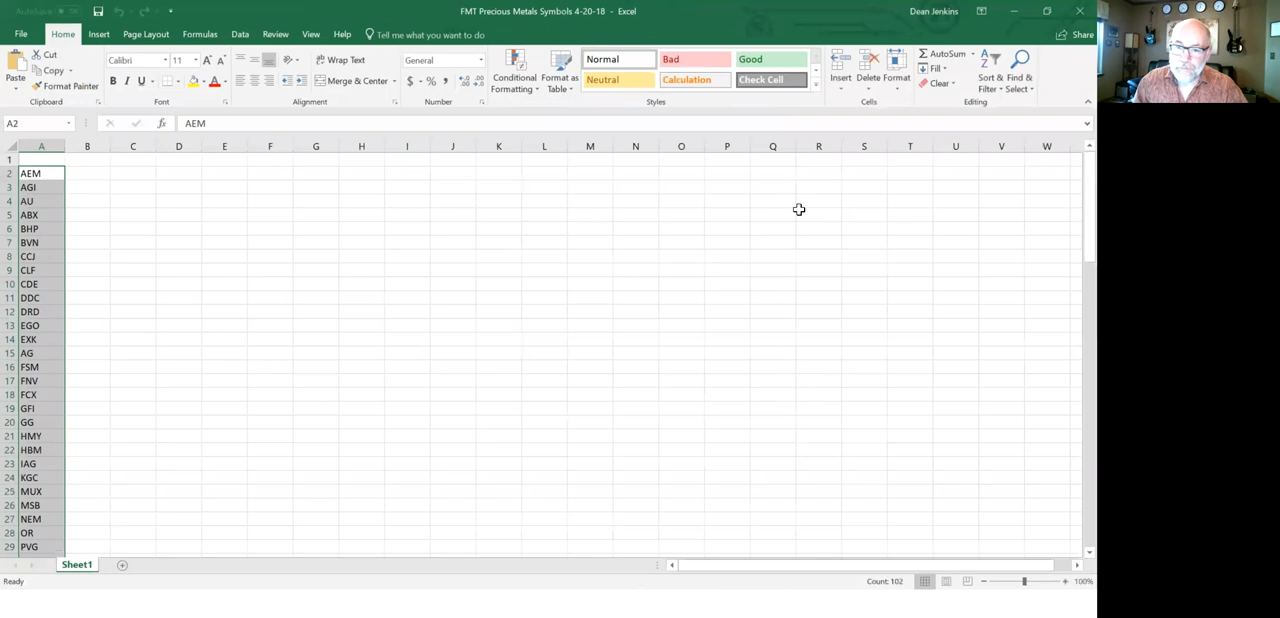 AutoSave
FMT Precious Metals Symbols 4-20-18 - Excel
Dean Jenkins
File Home Insert Page Layout Formulas Data Review View Help Tell me what you want to do Share
Paste
Cut
Copy
Format Painter
Clipboard
Calibri 11
B I U
Font
Wrap Text
Merge & Center
Alignment
General
$ % ,
Number
Conditional Formatting
Format as Table
Normal Bad Good
Neutral Calculation Check Cell
Styles
Insert Delete Format
Cells
AutoSum
Fill
Clear
Sort & Filter
Find & Select
Editing
A2 fx AEM
A B C D E F G H I J K L M N O P Q R S T U V W
1
2 AEM
3 AGI
4 AU
5 ABX
6 BHP
7 BVN
8 CCJ
9 CLF
10 CDE
11 DDC
12 DRD
13 EGO
14 EXK
15 AG
16 FSM
17 FNV
18 FCX
19 GFI
20 GG
21 HMY
22 HBM
23 IAG
24 KGC
25 MUX
26 MSB
27 NEM
28 OR
29 PVG
Sheet1
Ready
Count: 102
100%